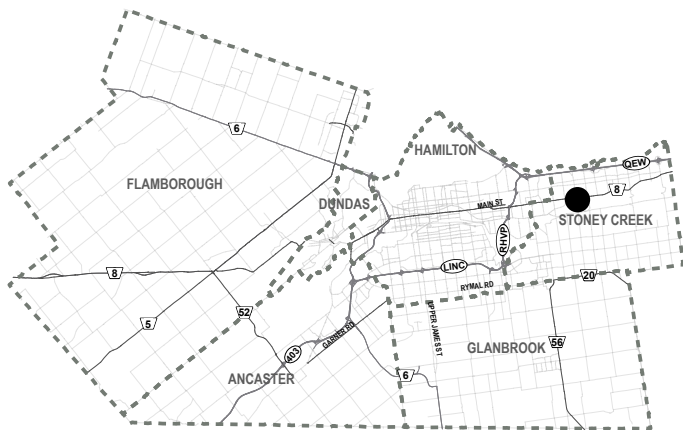 6
HAMILTON
QEW
FLAMBOROUGH
8
DUNDAS
MAIN ST.
STONEY CREEK
RHVP
LINC
8
20
RYMAL RD
52
UPPER JAMES ST
5
GARNER RD
56
403
GLANBROOK
ANCASTER
6